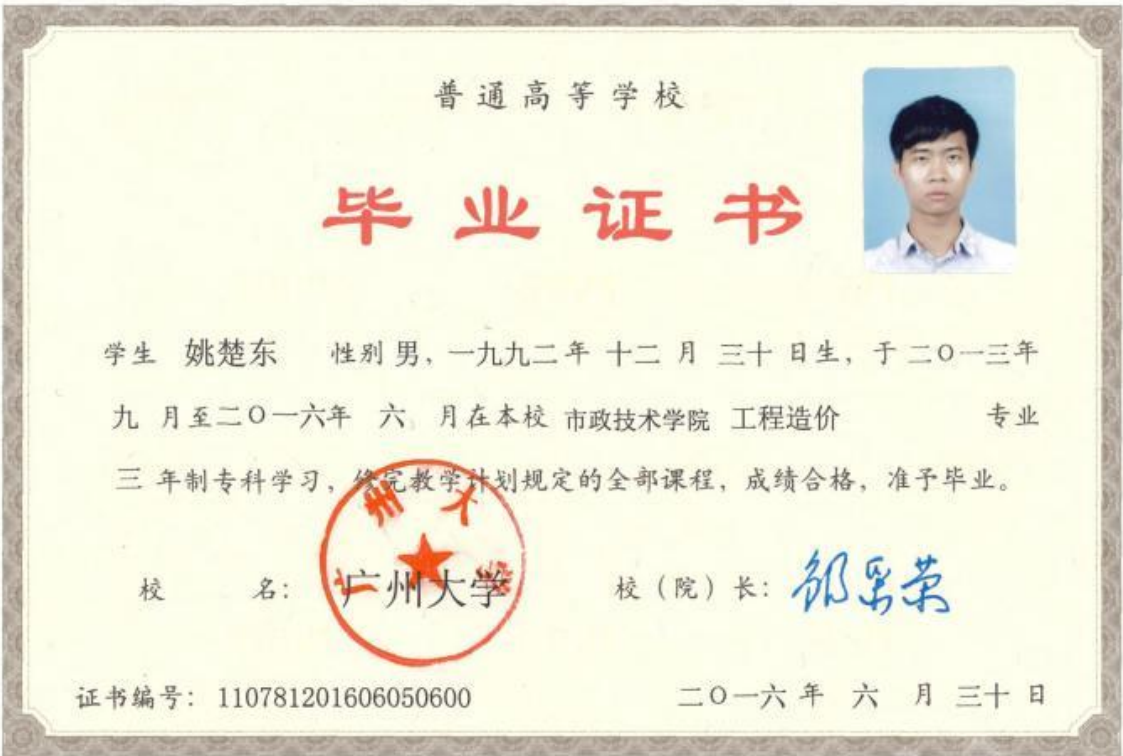 普通高等学校
毕业证书
学生 姚楚东 性别 男，一九九二年 十二 月 三十 日生，于二〇一三年
九 月至二〇一六年 六 月在本校 市政技术学院 工程造价 专业
三 年制专科学习，修完教学计划规定的全部课程，成绩合格，准予毕业。
校 名：广州大学 校（院）长：
广州大学
证书编号：110781201606050600 二〇一六年 六 月 三十 日